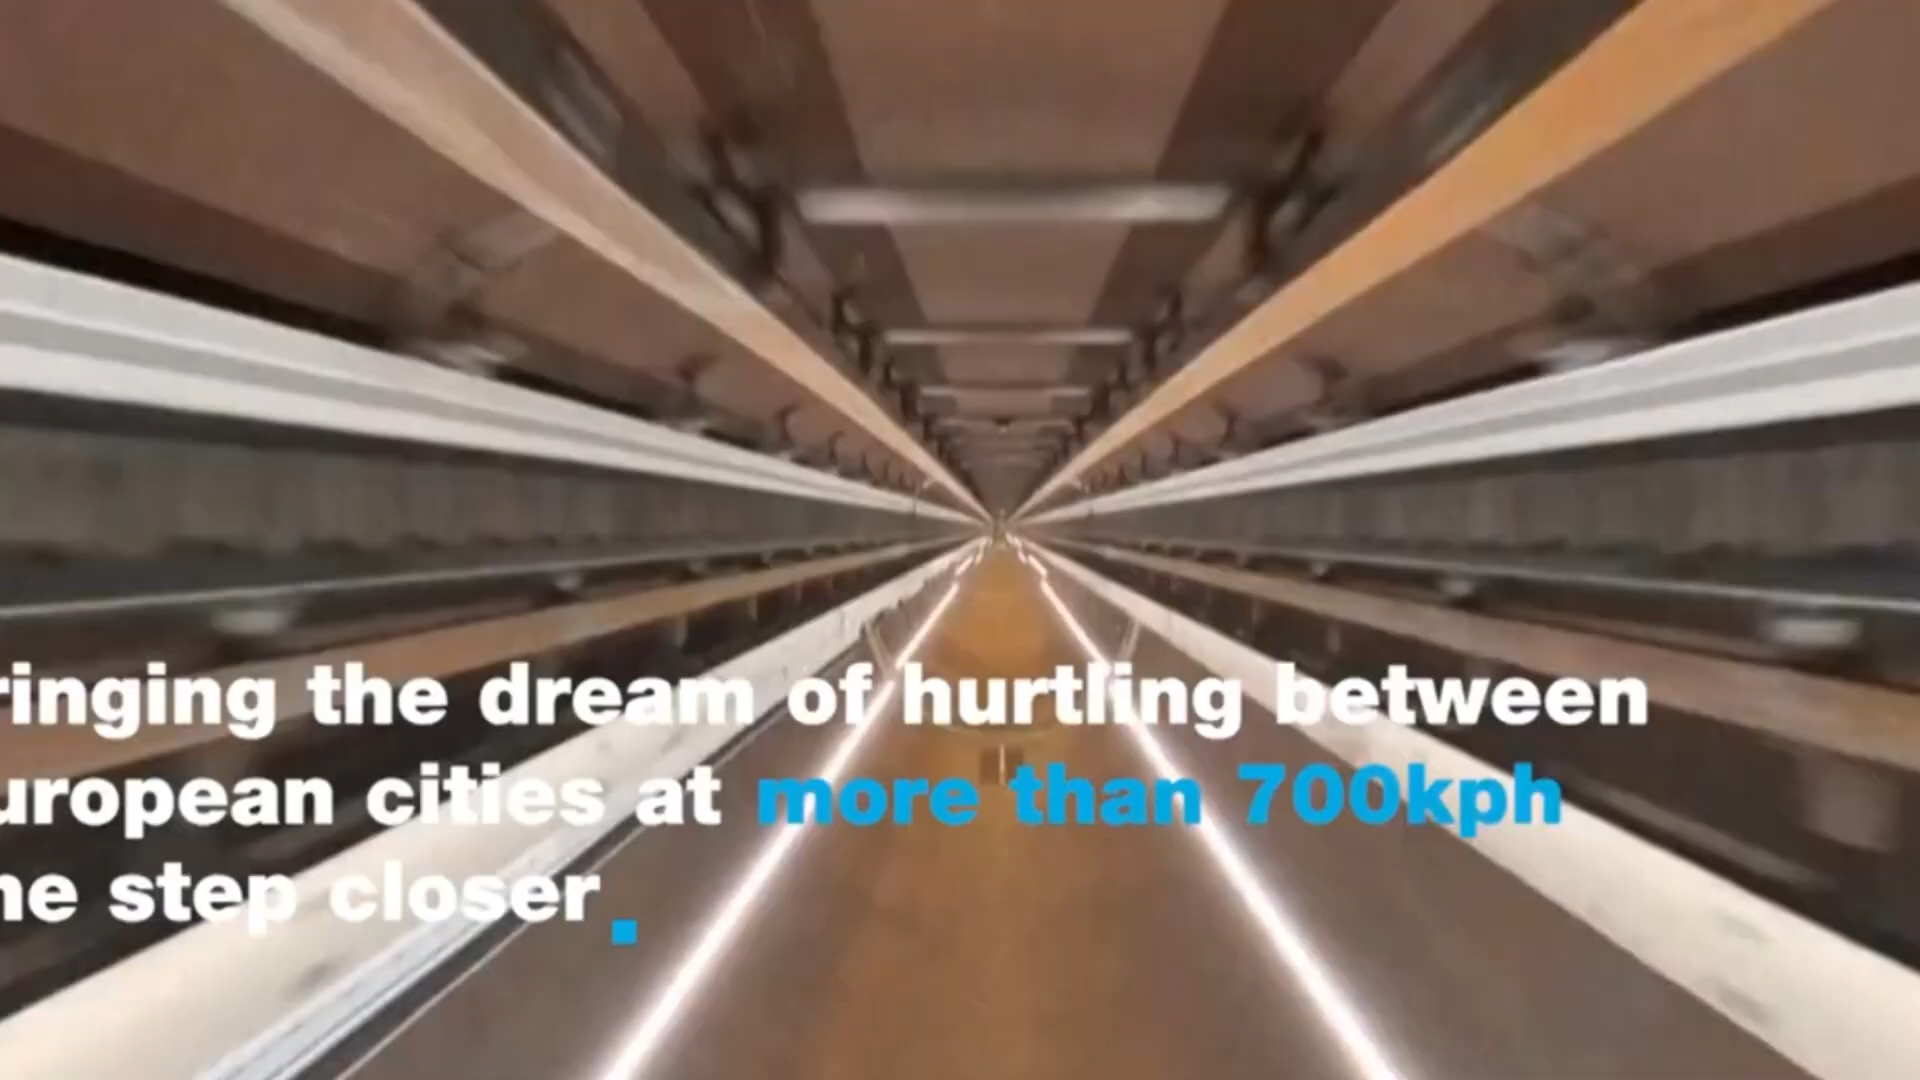 ringing the dream of hurtling between
uropean cities at more than 700kph
ne step closer.